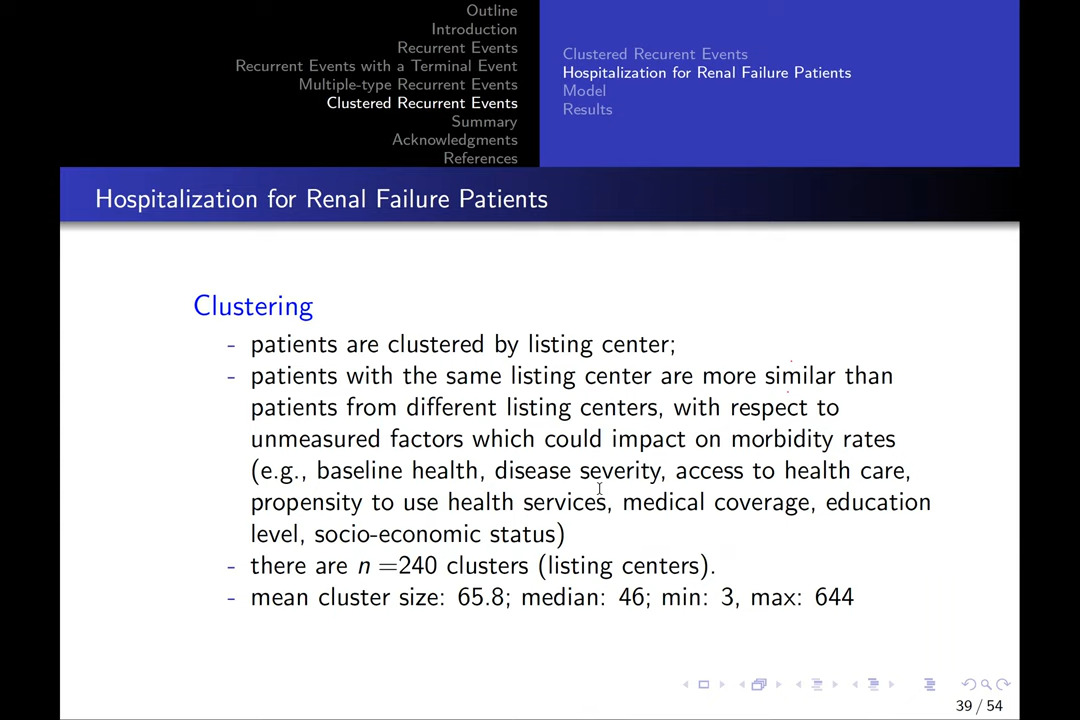 Outline
Introduction
Recurrent Events
Recurrent Events with a Terminal Event
Multiple-type Recurrent Events
Clustered Recurrent Events
Summary
Acknowledgments
References
Clustered Recurent Events
Hospitalization for Renal Failure Patients
Model
Results
Hospitalization for Renal Failure Patients
Clustering
- patients are clustered by listing center;
- patients with the same listing center are more similar than
patients from different listing centers, with respect to
unmeasured factors which could impact on morbidity rates
(e.g., baseline health, disease severity, access to health care,
propensity to use health services, medical coverage, education
level, socio-economic status)
- there are n =240 clusters (listing centers).
- mean cluster size: 65.8; median: 46; min: 3, max: 644
39 / 54